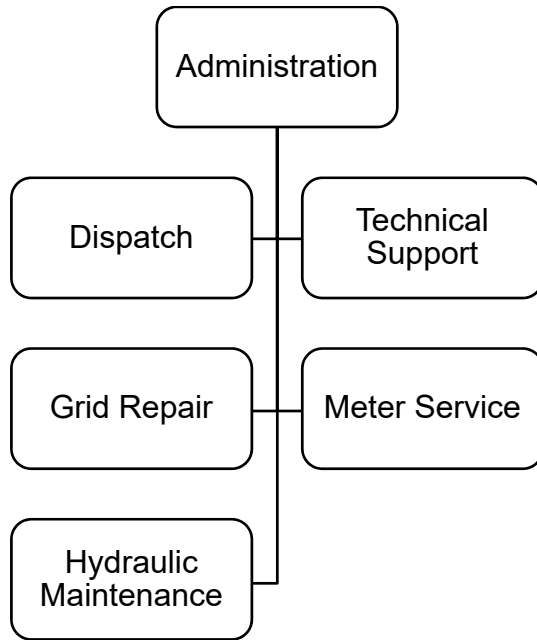 Administration
Dispatch
Technical
Support
Grid Repair
Meter Service
Hydraulic
Maintenance